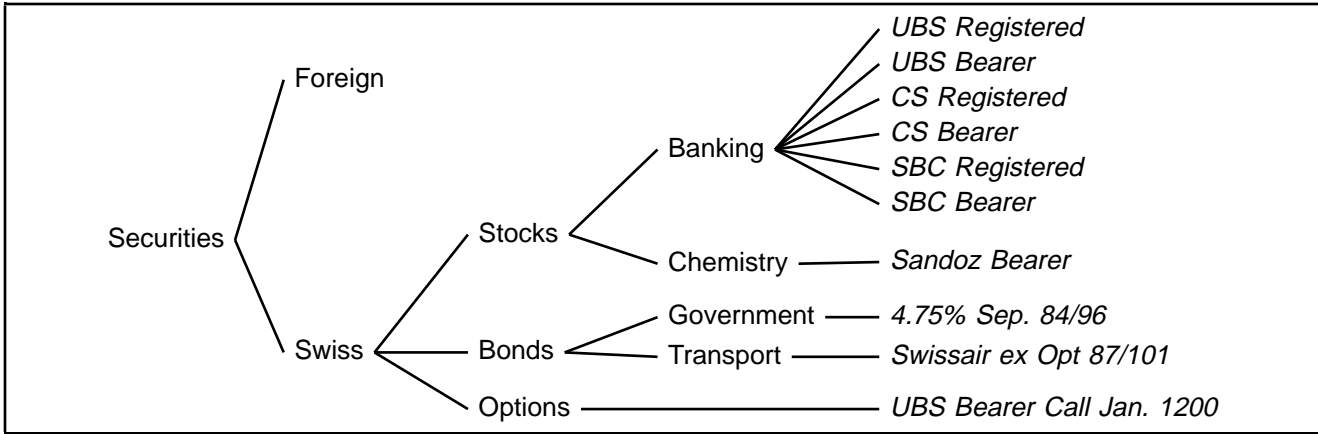 UBS Registered
UBS Bearer
Foreign
CS Registered
CS Bearer
Banking
SBC Registered
SBC Bearer
Securities
Stocks
Chemistry
Sandoz Bearer
Government
4.75% Sep. 84/96
Swiss
Bonds
Transport
Swissair ex Opt 87/101
Options
UBS Bearer Call Jan. 1200